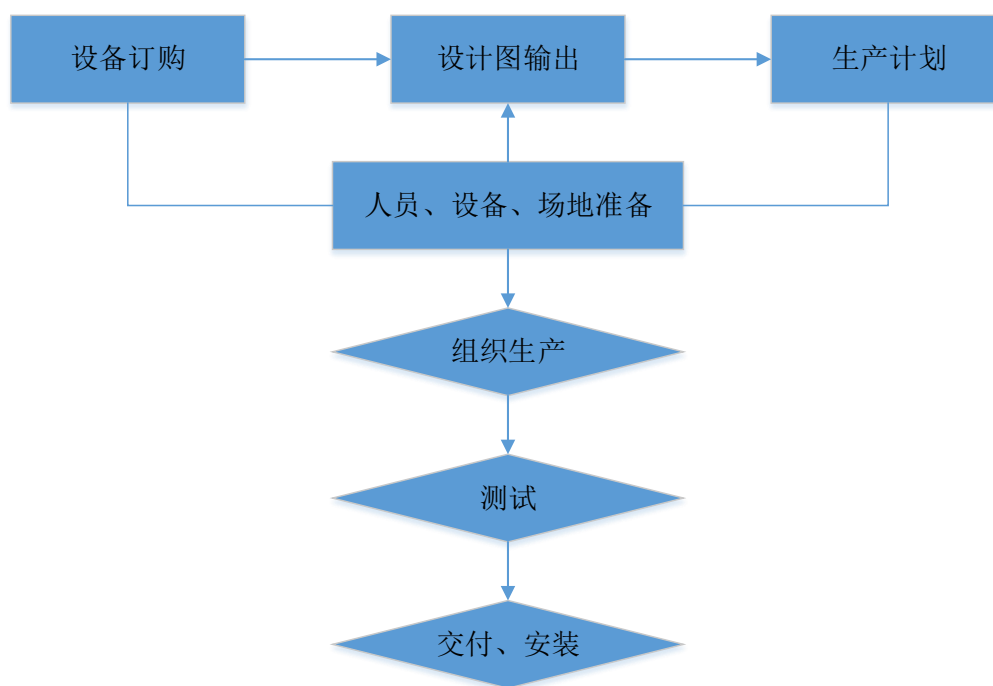 设备订购
设计图输出
生产计划
人员、设备、场地准备
组织生产
测试
交付、安装